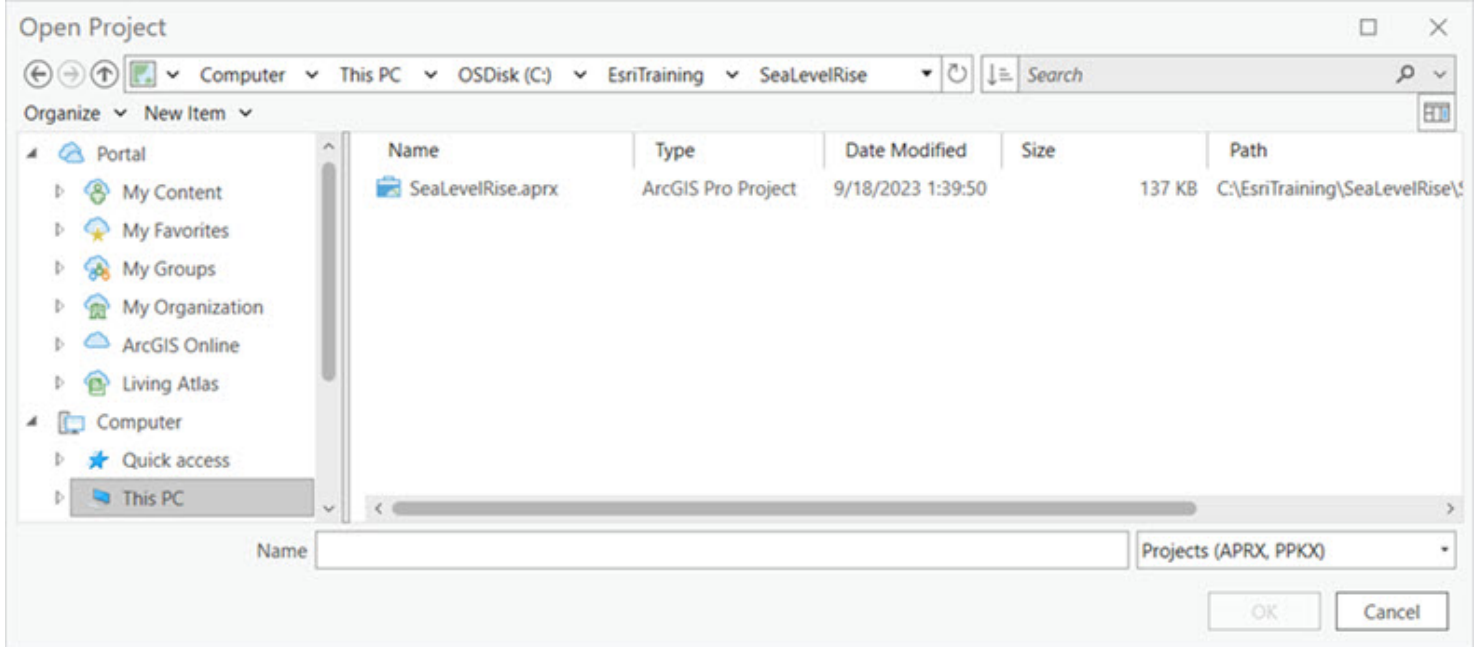 Open Project
Computer This PC OSDisk (C:) EsriTraining SeaLevelRise Search
Organize New Item
Portal Name Type Date Modified Size Path
My Content SeaLevelRise.aprx ArcGIS Pro Project 9/18/2023 1:39:50 137 KB C:\EsriTraining\SeaLevelRise\
My Favorites
My Groups
My Organization
ArcGIS Online
Living Atlas
Computer
Quick access
This PC
Name Projects (APRX, PPKX)
OK Cancel